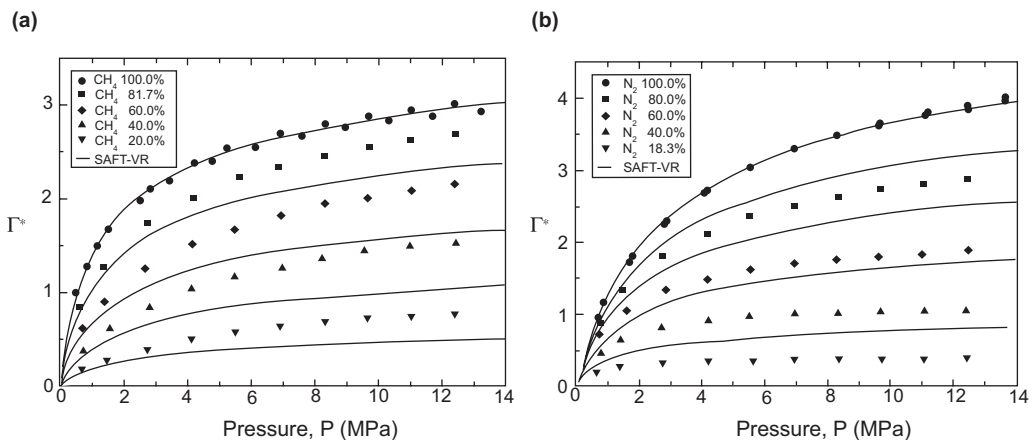 (a)
3
2
1
0
Γ*
CH4 100.0%
CH4 81.7%
CH4 60.0%
CH4 40.0%
CH4 20.0%
SAFT-VR
0 2 4 6 8 10 12 14
Pressure, P (MPa)
(b)
4
3
2
1
0
Γ*
N2 100.0%
N2 80.0%
N2 60.0%
N2 40.0%
N2 18.3%
SAFT-VR
0 2 4 6 8 10 12 14
Pressure, P (MPa)